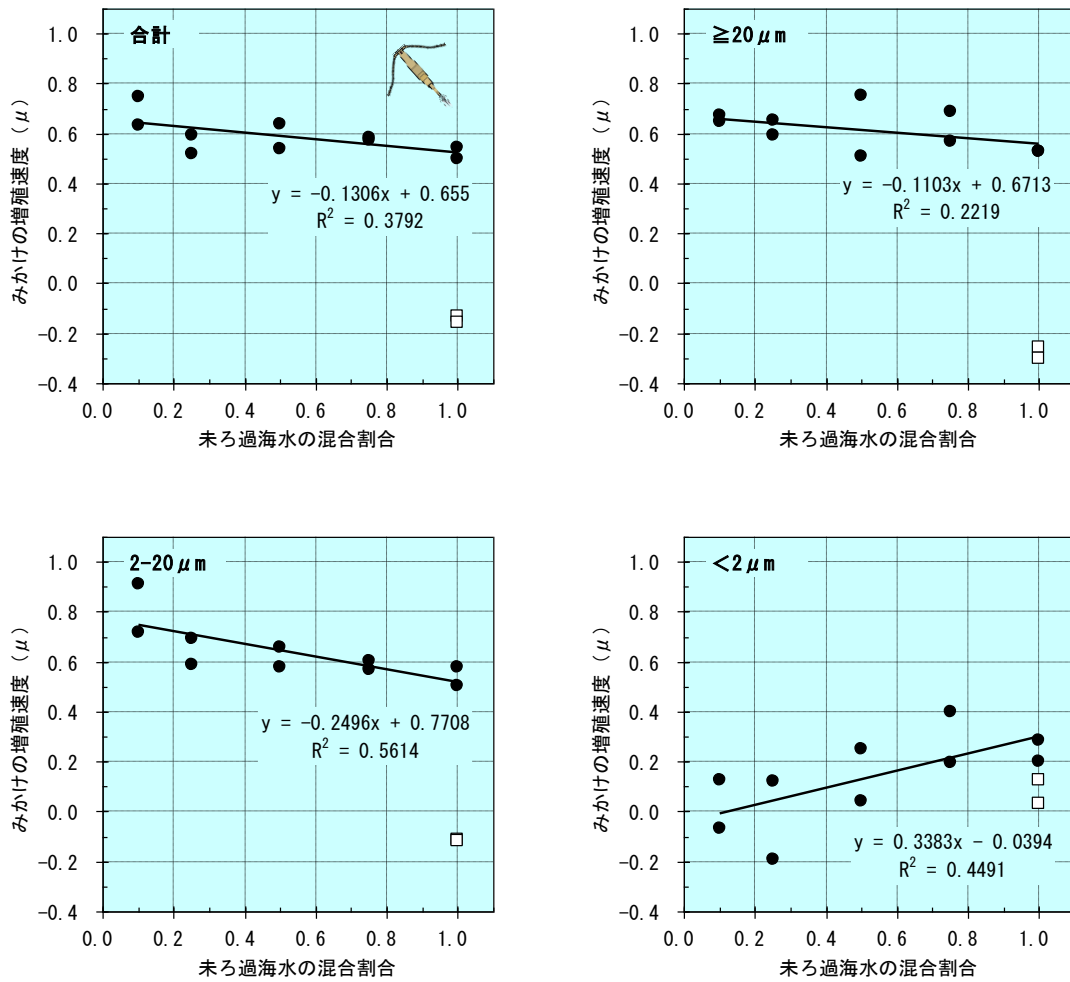 合計
みかけの増殖速度 (μ)
1.0
0.8
0.6
0.4
0.2
0.0
-0.2
-0.4
y = -0.1306x + 0.655
R² = 0.3792
0.0 0.2 0.4 0.6 0.8 1.0
未ろ過海水の混合割合
≧20μm
みかけの増殖速度 (μ)
1.0
0.8
0.6
0.4
0.2
0.0
-0.2
-0.4
y = -0.1103x + 0.6713
R² = 0.2219
0.0 0.2 0.4 0.6 0.8 1.0
未ろ過海水の混合割合
2-20μm
みかけの増殖速度 (μ)
1.0
0.8
0.6
0.4
0.2
0.0
-0.2
-0.4
y = -0.2496x + 0.7708
R² = 0.5614
0.0 0.2 0.4 0.6 0.8 1.0
未ろ過海水の混合割合
<2μm
みかけの増殖速度 (μ)
1.0
0.8
0.6
0.4
0.2
0.0
-0.2
-0.4
y = 0.3383x - 0.0394
R² = 0.4491
0.0 0.2 0.4 0.6 0.8 1.0
未ろ過海水の混合割合